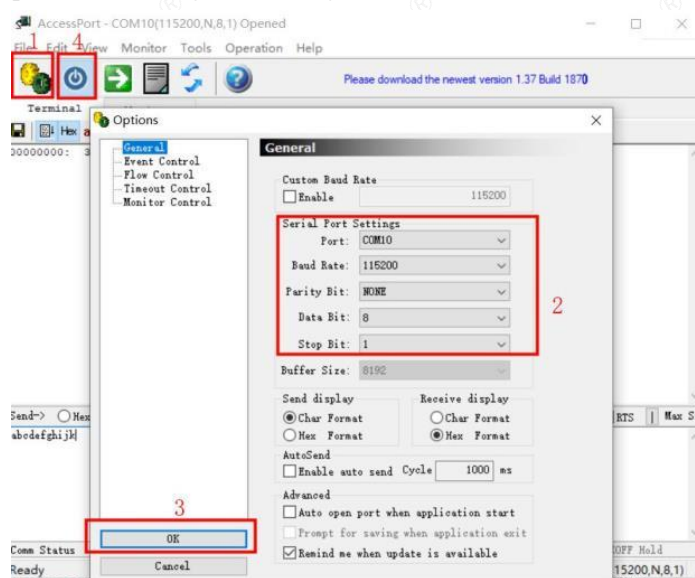 AccessPort - COM10(115200,N,8,1) Opened
1 4
File Edit View Monitor Tools Operation Help
Please download the newest version 1.37 Build 1870
Terminal
Hex
Options
00000000: 3
General
Event Control
Flow Control
Timeout Control
Monitor Control
General
Custom Baud Rate
Enable 115200
Serial Port Settings
Port: COM10
Baud Rate: 115200
Parity Bit: NONE
2
Data Bit: 8
Stop Bit: 1
Buffer Size: 8192
Send display Receive display
Char Format Char Format
Hex Format Hex Format
AutoSend
Enable auto send Cycle 1000 ms
Advanced
Auto open port when application start
Prompt for saving when application exit
Remind me when update is available
3
OK
Cancel
Send-> Hex
RTS | Max S
abcdefghijk
Comm Status
OFF Hold
Ready
15200,N,8,1)